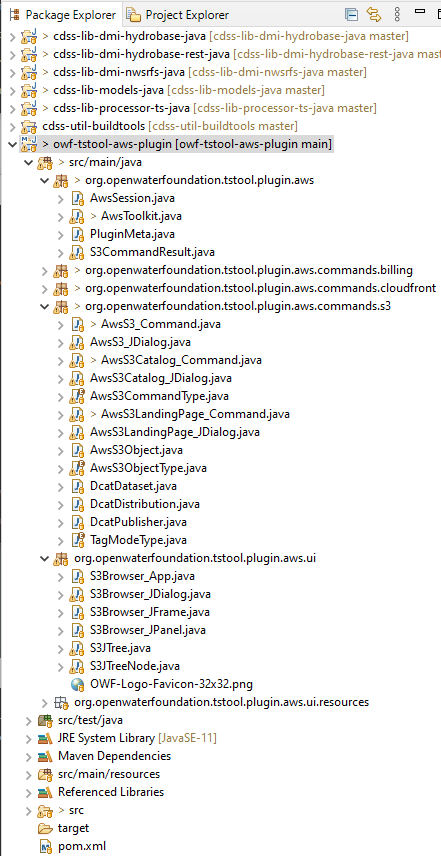 Package Explorer Project Explorer
> cdss-lib-dmi-hydrobase-java [cdss-lib-dmi-hydrobase-java master]
> cdss-lib-dmi-hydrobase-rest-java [cdss-lib-dmi-hydrobase-rest-java master]
> cdss-lib-dmi-nwsrfs-java [cdss-lib-dmi-nwsrfs-java master]
> cdss-lib-models-java [cdss-lib-models-java master]
> cdss-lib-processor-ts-java [cdss-lib-processor-ts-java master]
cdss-util-buildtools [cdss-util-buildtools master]
> owf-tstool-aws-plugin [owf-tstool-aws-plugin main]
> src/main/java
> org.openwaterfoundation.tstool.plugin.aws
AwsSession.java
> AwsToolkit.java
PluginMeta.java
S3CommandResult.java
> org.openwaterfoundation.tstool.plugin.aws.commands.billing
> org.openwaterfoundation.tstool.plugin.aws.commands.cloudfront
> org.openwaterfoundation.tstool.plugin.aws.commands.s3
> AwsS3_Command.java
AwsS3_JDialog.java
> AwsS3Catalog_Command.java
AwsS3Catalog_JDialog.java
AwsS3CommandType.java
> AwsS3LandingPage_Command.java
AwsS3LandingPage_JDialog.java
AwsS3Object.java
AwsS3ObjectType.java
DcatDataset.java
DcatDistribution.java
DcatPublisher.java
TagModeType.java
org.openwaterfoundation.tstool.plugin.aws.ui
S3Browser_App.java
S3Browser_JDialog.java
S3Browser_JFrame.java
S3Browser_JPanel.java
S3JTree.java
S3JTreeNode.java
OWF-Logo-Favicon-32x32.png
org.openwaterfoundation.tstool.plugin.aws.ui.resources
src/test/java
JRE System Library [JavaSE-11]
Maven Dependencies
src/main/resources
Referenced Libraries
> src
target
pom.xml